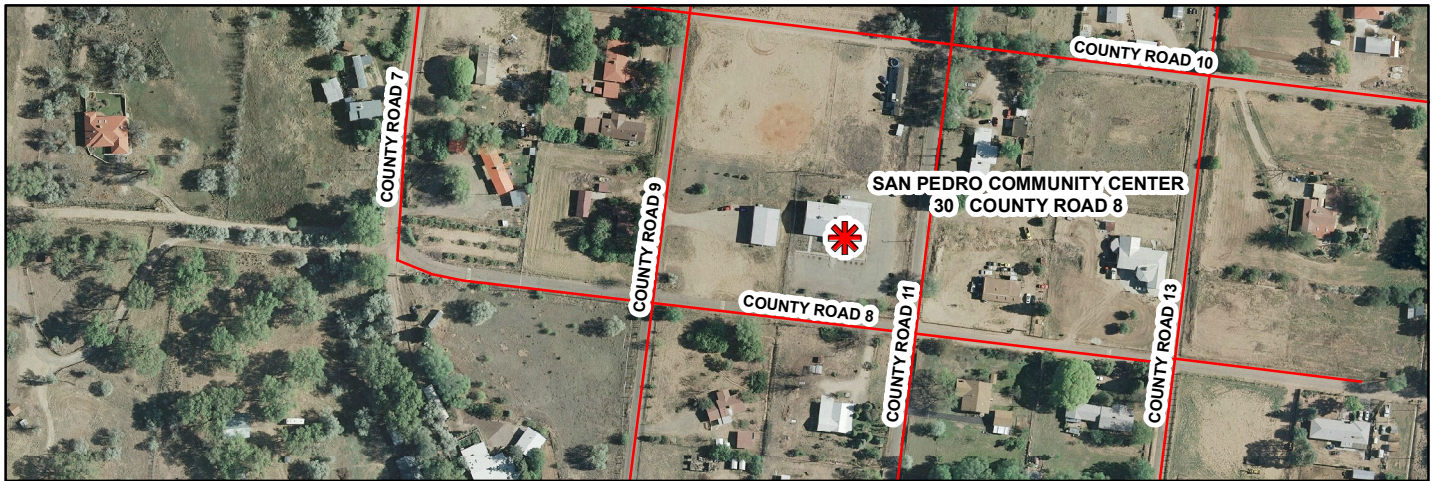 COUNTY ROAD 10
COUNTY ROAD 7
SAN PEDRO COMMUNITY CENTER
30 COUNTY ROAD 8
COUNTY ROAD 9
COUNTY ROAD 8
COUNTY ROAD 11
COUNTY ROAD 13